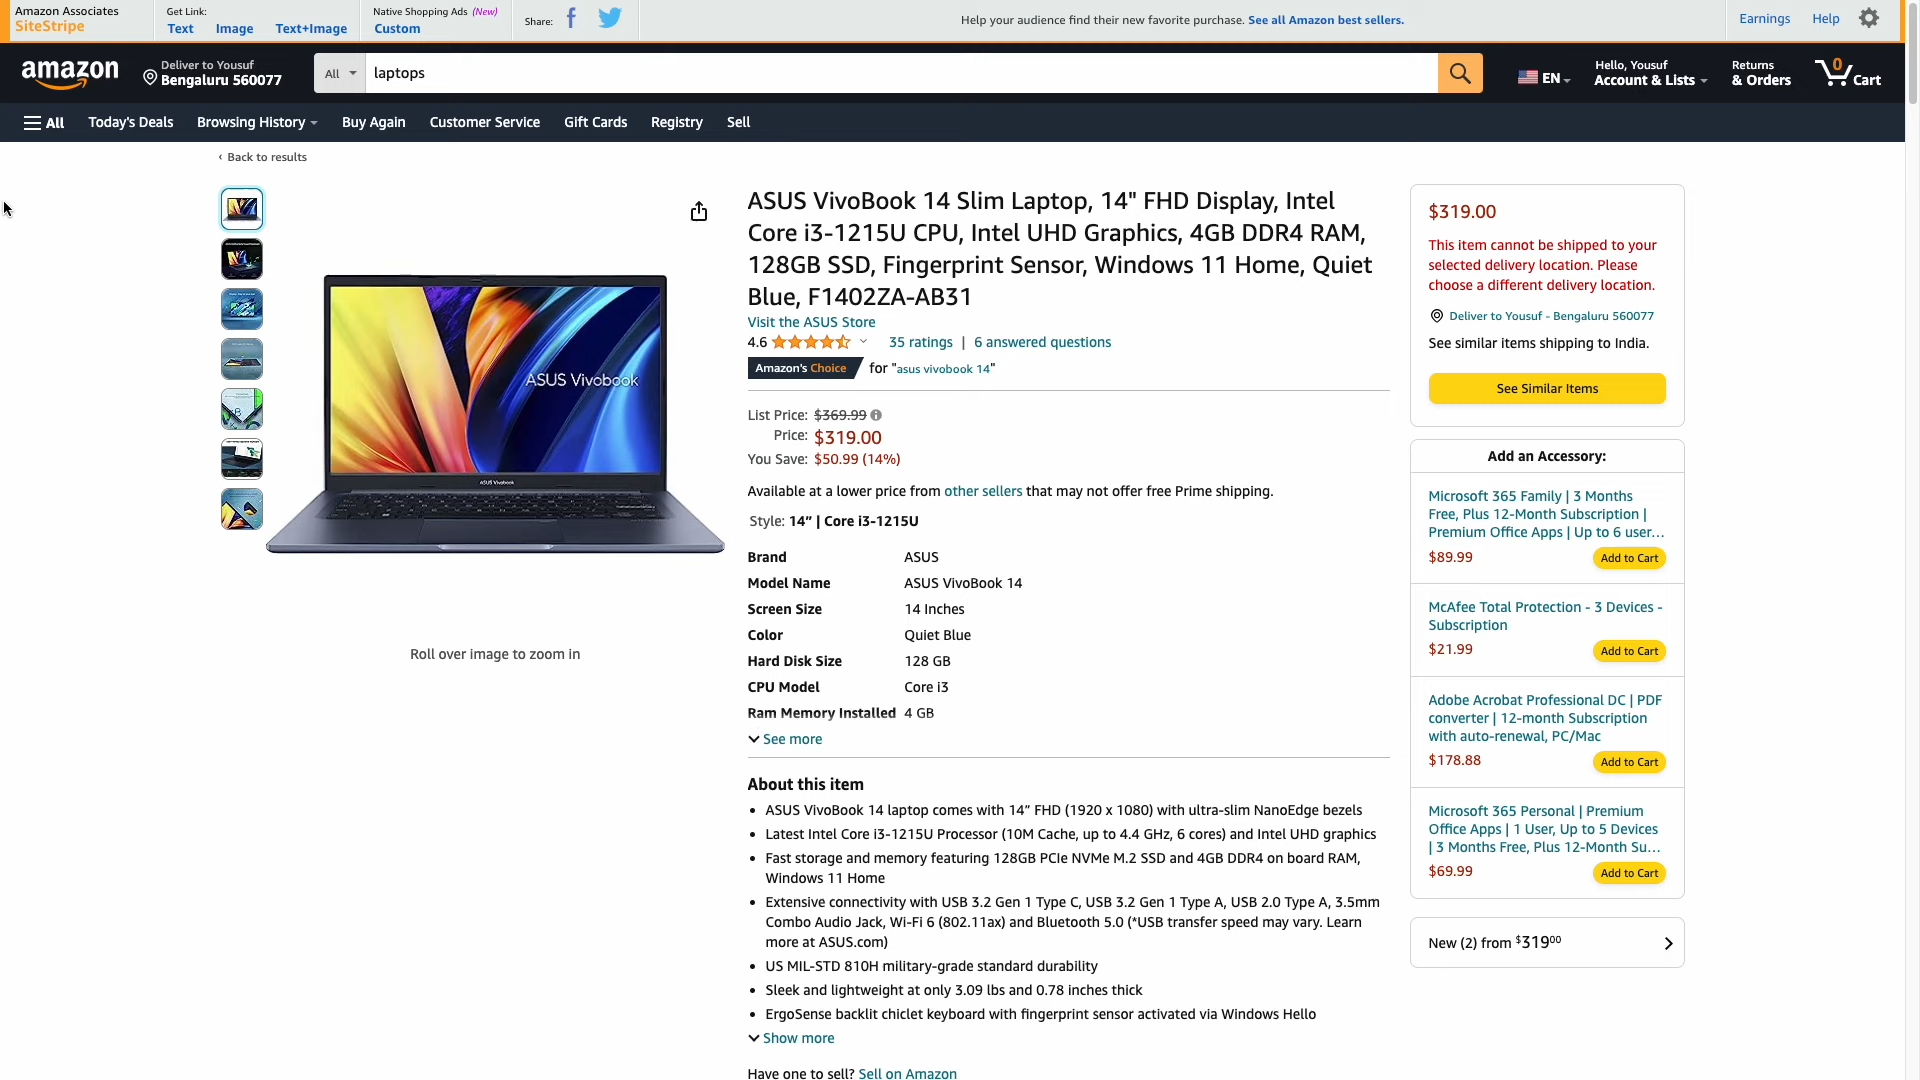 Amazon Associates
SiteStripe
Get Link:
Text Image Text+Image
Native Shopping Ads (New)
Custom
Share:
Help your audience find their new favorite purchase. See all Amazon best sellers.
Earnings Help
amazon
Deliver to Yousuf
Bengaluru 560077
All
laptops
EN
Hello, Yousuf
Account & Lists
Returns
& Orders
0
Cart
All Today's Deals Browsing History Buy Again Customer Service Gift Cards Registry Sell
‹ Back to results
ASUS Vivobook
ASUS Vivobook
Roll over image to zoom in
ASUS VivoBook 14 Slim Laptop, 14" FHD Display, Intel
Core i3-1215U CPU, Intel UHD Graphics, 4GB DDR4 RAM,
128GB SSD, Fingerprint Sensor, Windows 11 Home, Quiet
Blue, F1402ZA-AB31
Visit the ASUS Store
4.6 35 ratings | 6 answered questions
Amazon's Choice for "asus vivobook 14"
List Price: $369.99
Price: $319.00
You Save: $50.99 (14%)
Available at a lower price from other sellers that may not offer free Prime shipping.
Style: 14” | Core i3-1215U
Brand ASUS
Model Name ASUS VivoBook 14
Screen Size 14 Inches
Color Quiet Blue
Hard Disk Size 128 GB
CPU Model Core i3
Ram Memory Installed 4 GB
See more
About this item
• ASUS VivoBook 14 laptop comes with 14” FHD (1920 x 1080) with ultra-slim NanoEdge bezels
• Latest Intel Core i3-1215U Processor (10M Cache, up to 4.4 GHz, 6 cores) and Intel UHD graphics
• Fast storage and memory featuring 128GB PCIe NVMe M.2 SSD and 4GB DDR4 on board RAM,
Windows 11 Home
• Extensive connectivity with USB 3.2 Gen 1 Type C, USB 3.2 Gen 1 Type A, USB 2.0 Type A, 3.5mm
Combo Audio Jack, Wi-Fi 6 (802.11ax) and Bluetooth 5.0 (*USB transfer speed may vary. Learn
more at ASUS.com)
• US MIL-STD 810H military-grade standard durability
• Sleek and lightweight at only 3.09 lbs and 0.78 inches thick
• ErgoSense backlit chiclet keyboard with fingerprint sensor activated via Windows Hello
Show more
Have one to sell? Sell on Amazon
$319.00
This item cannot be shipped to your
selected delivery location. Please
choose a different delivery location.
Deliver to Yousuf - Bengaluru 560077
See similar items shipping to India.
See Similar Items
Add an Accessory:
Microsoft 365 Family | 3 Months
Free, Plus 12-Month Subscription |
Premium Office Apps | Up to 6 user…
$89.99 Add to Cart
McAfee Total Protection - 3 Devices -
Subscription
$21.99 Add to Cart
Adobe Acrobat Professional DC | PDF
converter | 12-month Subscription
with auto-renewal, PC/Mac
$178.88 Add to Cart
Microsoft 365 Personal | Premium
Office Apps | 1 User, Up to 5 Devices
| 3 Months Free, Plus 12-Month Su…
$69.99 Add to Cart
New (2) from $319⁰⁰